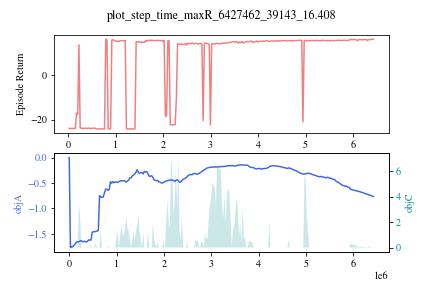 plot_step_time_maxR_6427462_39143_16.408
Episode Return
0
−20
0 1 2 3 4 5 6
objA
0.0
−0.5
−1.0
−1.5
6
4
2
0
objC
0 1 2 3 4 5 6
1e6